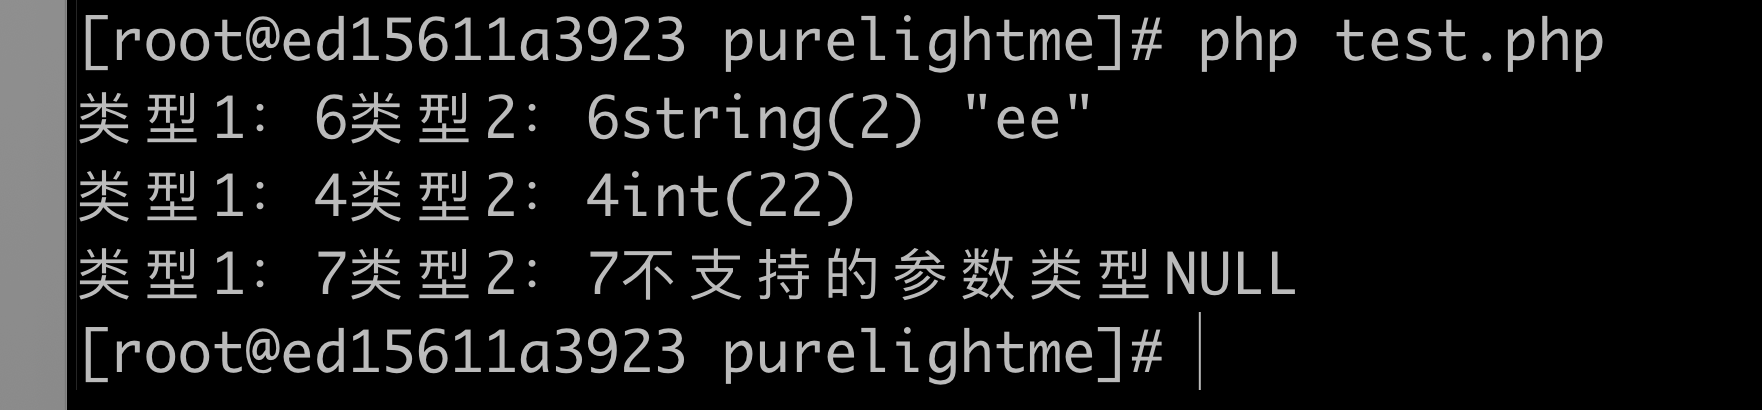 [root@ed15611a3923 purelightme]# php test.php
类型1: 6类型2: 6string(2) "ee"
类型1: 4类型2: 4int(22)
类型1: 7类型2: 7不支持的参数类型NULL
[root@ed15611a3923 purelightme]#